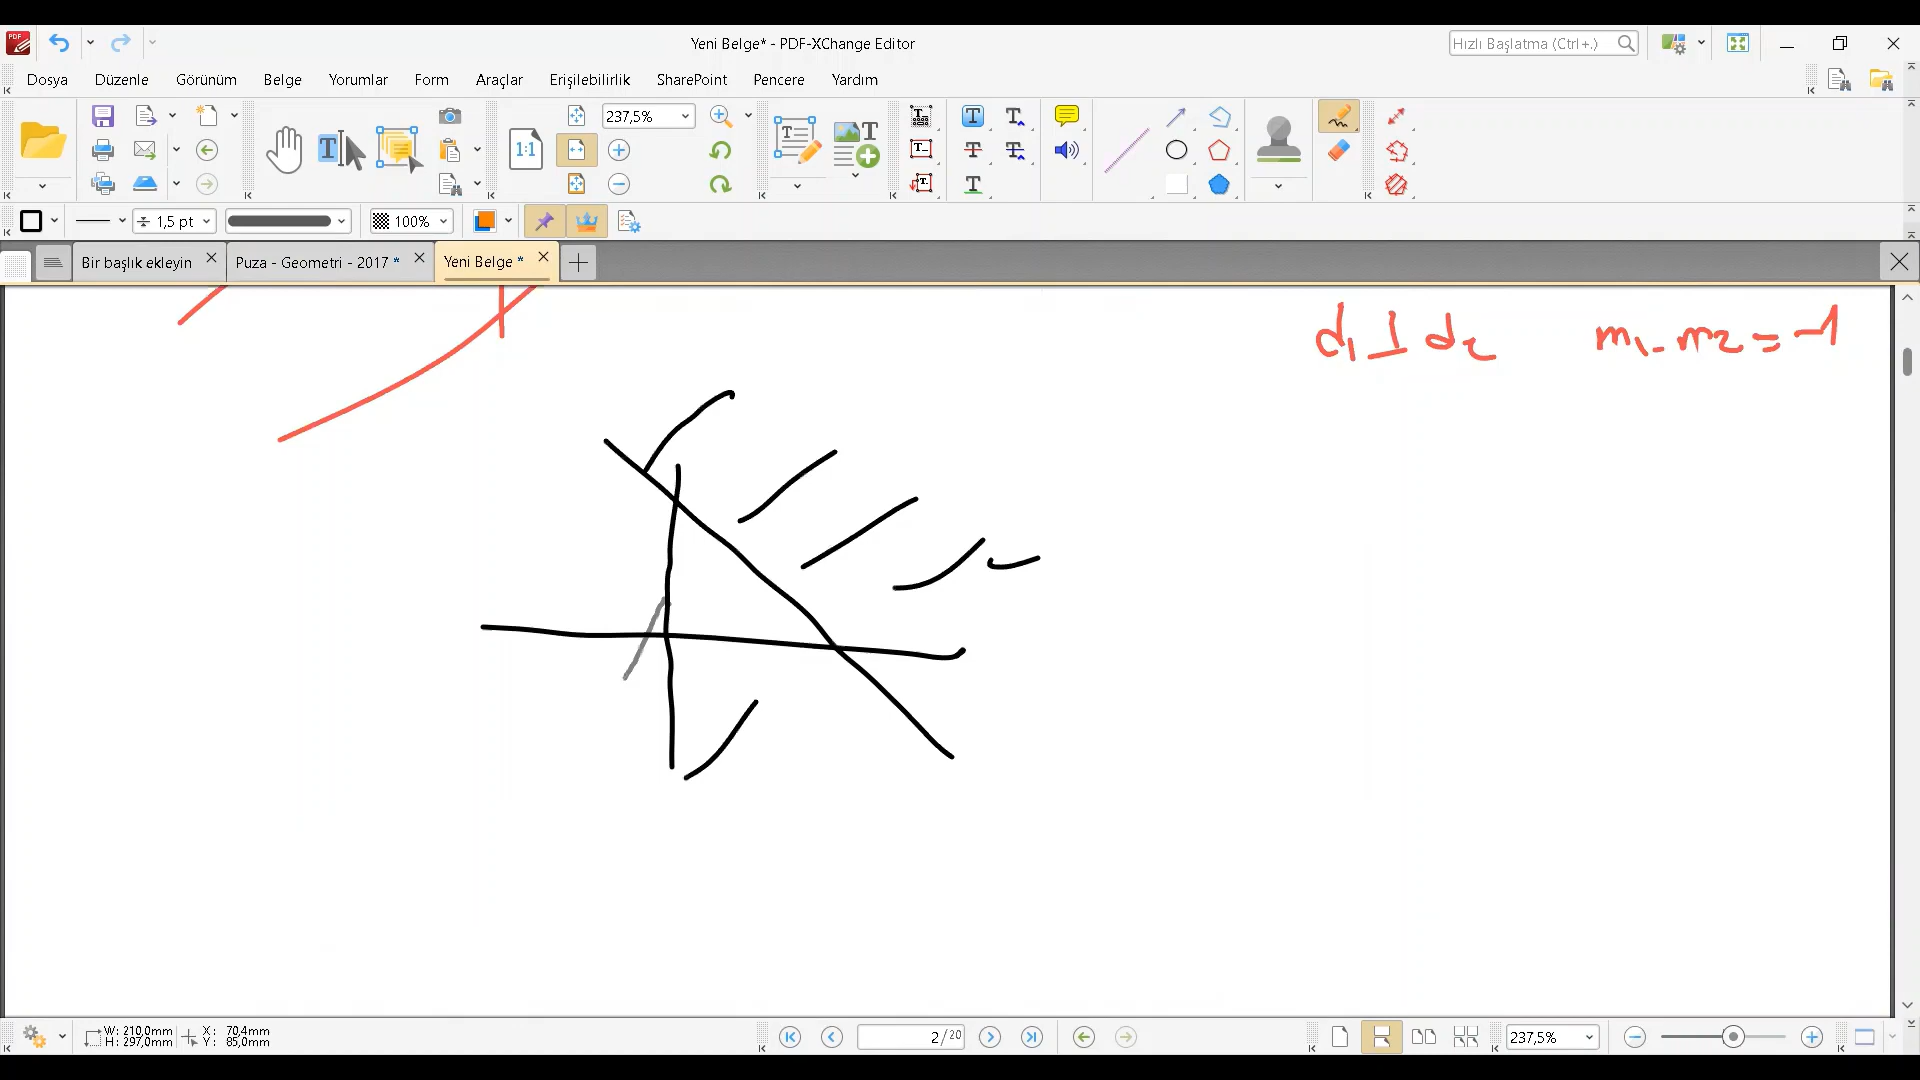 Yeni Belge* - PDF-XChange Editor
Hızlı Başlatma (Ctrl+.)
Dosya Düzenle Görünüm Belge Yorumlar Form Araçlar Erişilebilirlik SharePoint Pencere Yardım
237,5%
1:1
1,5 pt
100%
Bir başlık ekleyin
Puza - Geometri - 2017 *
Yeni Belge *
d₁ ⊥ d₂ m₁ . m₂ = -1
W: 210,0mm X: 70,4mm
H: 297,0mm Y: 85,0mm
2 / 20
237,5%